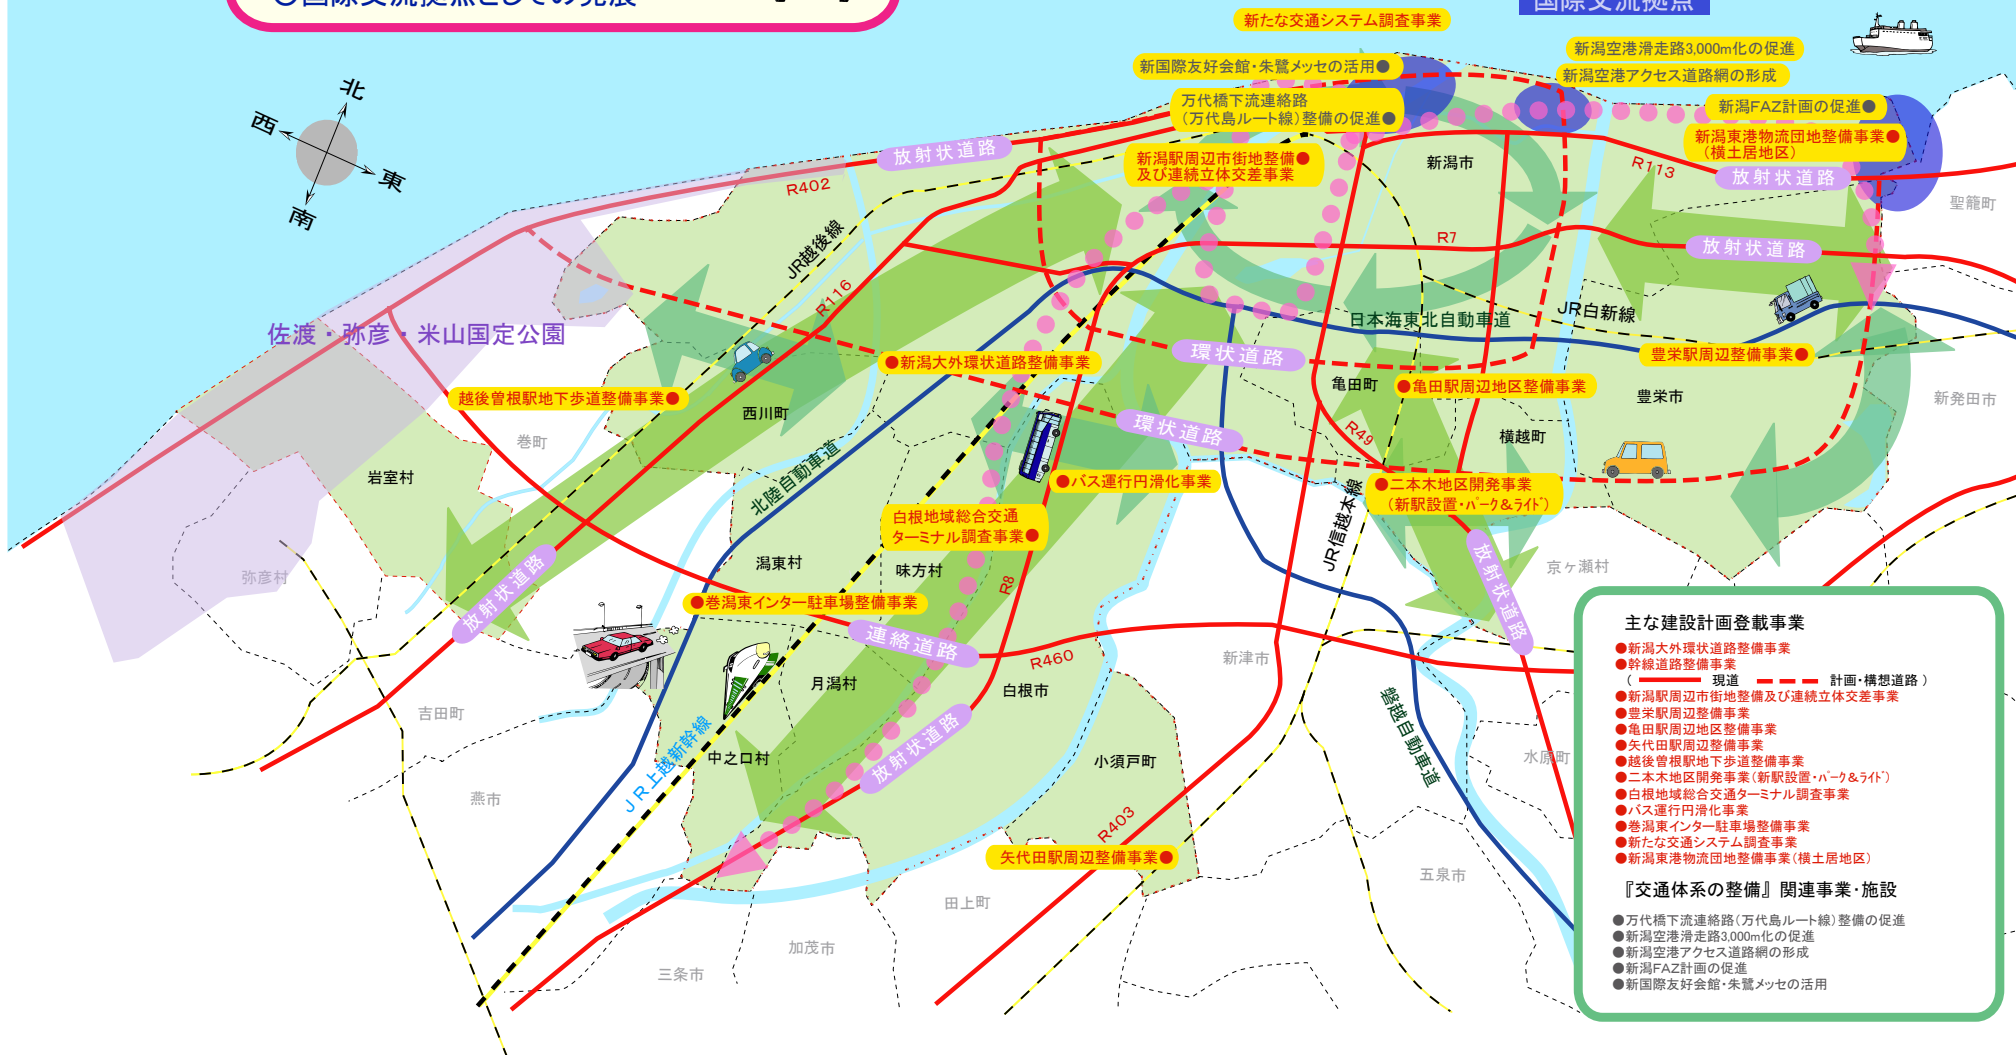 〇国際交流拠点としての発展
国際交流拠点
新たな交通システム調査事業
新国際友好会館・朱鷺メッセの活用●
新潟空港滑走路3,000m化の促進
新潟空港アクセス道路網の形成
万代橋下流連絡路
（万代島ルート線）整備の促進●
新潟FAZ計画の促進●
新潟東港物流団地整備事業●
（横土居地区）
新潟駅周辺市街地整備●
及び連続立体交差事業
北
西
東
南
放射状道路
R402
新潟市
R113
放射状道路
聖籠町
R7
放射状道路
JR越後線
R116
佐渡・弥彦・米山国定公園
日本海東北自動車道
JR白新線
環状道路
豊栄駅周辺整備事業●
●新潟大外環状道路整備事業
越後曽根駅地下歩道整備事業●
亀田町
●亀田駅周辺地区整備事業
豊栄市
新発田市
西川町
巻町
環状道路
R49
横越町
岩室村
北陸自動車道
●バス運行円滑化事業
●二本木地区開発事業
（新駅設置・パーク&ライド）
JR信越本線
白根地域総合交通
ターミナル調査事業●
潟東村
味方村
R8
弥彦村
放射状道路
京ヶ瀬村
放射状道路
●巻潟東インター駐車場整備事業
連絡道路
R460
新津市
月潟村
白根市
吉田町
放射状道路
磐越自動車道
JR上越新幹線
中之口村
小須戸町
水原町
燕市
R403
矢代田駅周辺整備事業●
五泉市
田上町
加茂市
三条市
主な建設計画登載事業
●新潟大外環状道路整備事業
●幹線道路整備事業
（ 現道 計画・構想道路）
●新潟駅周辺市街地整備及び連続立体交差事業
●豊栄駅周辺整備事業
●亀田駅周辺地区整備事業
●矢代田駅周辺整備事業
●越後曽根駅地下歩道整備事業
●二本木地区開発事業（新駅設置・パーク&ライド）
●白根地域総合交通ターミナル調査事業
●バス運行円滑化事業
●巻潟東インター駐車場整備事業
●新たな交通システム調査事業
●新潟東港物流団地整備事業（横土居地区）
『交通体系の整備』関連事業・施設
●万代橋下流連絡路（万代島ルート線）整備の促進
●新潟空港滑走路3,000m化の促進
●新潟空港アクセス道路網の形成
●新潟FAZ計画の促進
●新国際友好会館・朱鷺メッセの活用